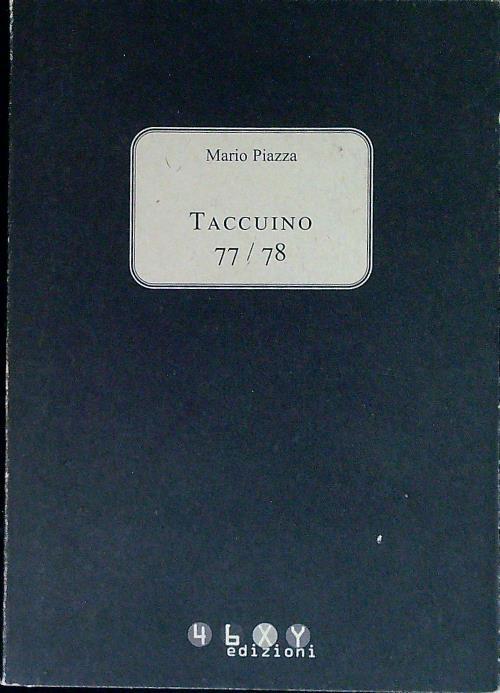 Mario Piazza
TACCUINO
77 / 78
4 b X Y
edizioni